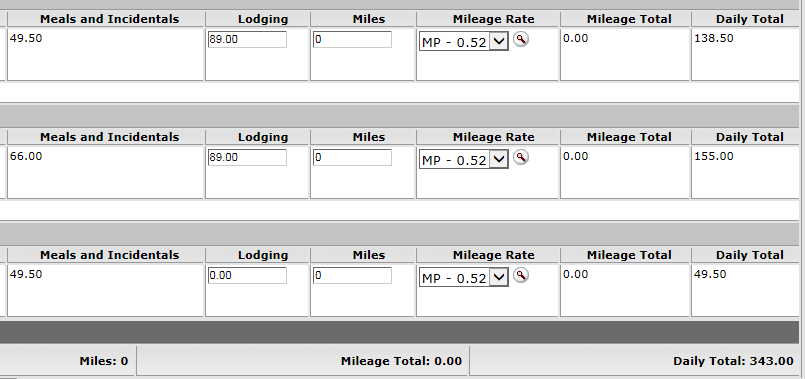 Meals and Incidentals Lodging Miles Mileage Rate Mileage Total Daily Total
49.50 89.00 0 MP - 0.52 0.00 138.50
Meals and Incidentals Lodging Miles Mileage Rate Mileage Total Daily Total
66.00 89.00 0 MP - 0.52 0.00 155.00
Meals and Incidentals Lodging Miles Mileage Rate Mileage Total Daily Total
49.50 0.00 0 MP - 0.52 0.00 49.50
Miles: 0 Mileage Total: 0.00 Daily Total: 343.00